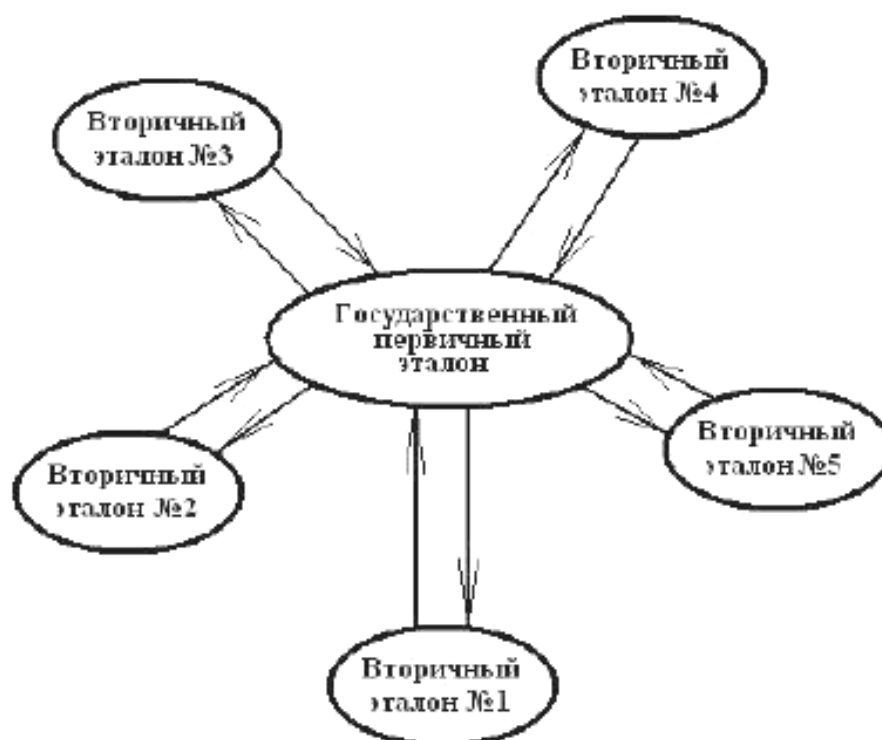 Вторичный
эталон №4
Вторичный
эталон №3
Государственный
первичный
эталон
Вторичный
эталон №5
Вторичный
эталон №2
Вторичный
эталон №1